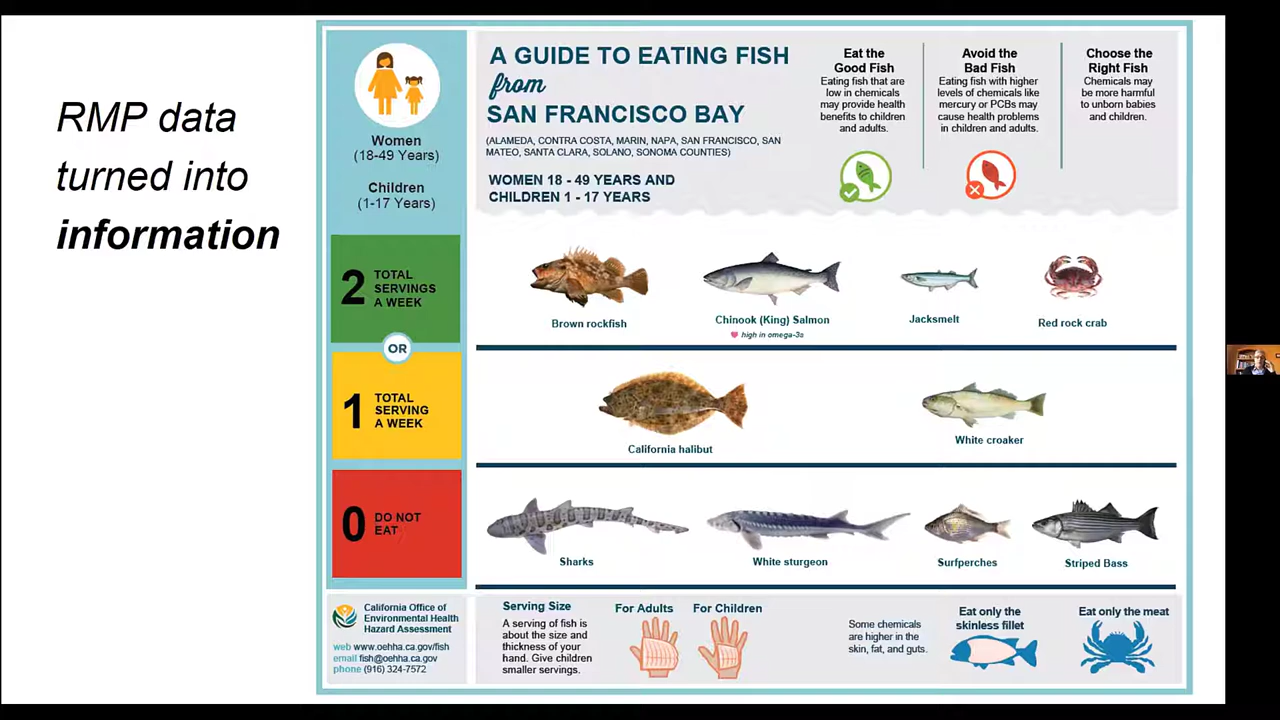 RMP data
turned into
information
Women
(18-49 Years)
Children
(1-17 Years)
A GUIDE TO EATING FISH
from
SAN FRANCISCO BAY
(ALAMEDA, CONTRA COSTA, MARIN, NAPA, SAN FRANCISCO, SAN
MATEO, SANTA CLARA, SOLANO, SONOMA COUNTIES)
WOMEN 18 - 49 YEARS AND
CHILDREN 1 - 17 YEARS
Eat the
Good Fish
Eating fish that are
low in chemicals
may provide health
benefits to children
and adults.
Avoid the
Bad Fish
Eating fish with higher
levels of chemicals like
mercury or PCBs may
cause health problems
in children and adults.
Choose the
Right Fish
Chemicals may
be more harmful
to unborn babies
and children.
2
TOTAL
SERVINGS
A WEEK
Brown rockfish
Chinook (King) Salmon
high in omega-3s
Jacksmelt
Red rock crab
OR
1
TOTAL
SERVING
A WEEK
California halibut
White croaker
0
DO NOT
EAT
Sharks
White sturgeon
Surfperches
Striped Bass
California Office of
Environmental Health
Hazard Assessment
web www.oehha.ca.gov/fish
email fish@oehha.ca.gov
phone (916) 324-7572
Serving Size
A serving of fish is
about the size and
thickness of your
hand. Give children
smaller servings.
For Adults
For Children
Some chemicals
are higher in the
skin, fat, and guts.
Eat only the
skinless fillet
Eat only the meat